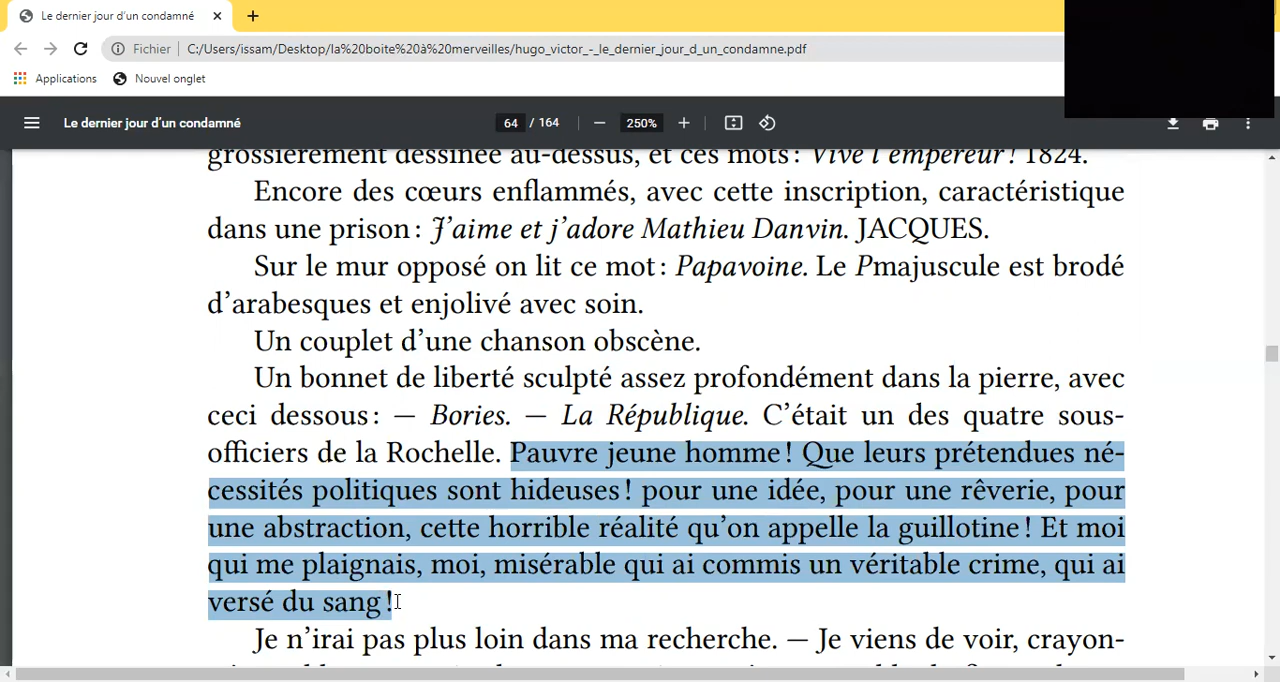 Le dernier jour d’un condamné
Fichier C:/Users/issam/Desktop/la%20boite%20à%20merveilles/hugo_victor_-_le_dernier_jour_d_un_condamne.pdf
Applications Nouvel onglet
Le dernier jour d’un condamné 64 / 164 250%
grossièrement dessinée au-dessus, et ces mots : Vive l’empereur ! 1824.
Encore des cœurs enflammés, avec cette inscription, caractéristique
dans une prison : J’aime et j’adore Mathieu Danvin. JACQUES.
Sur le mur opposé on lit ce mot : Papavoine. Le Pmajuscule est brodé
d’arabesques et enjolivé avec soin.
Un couplet d’une chanson obscène.
Un bonnet de liberté sculpté assez profondément dans la pierre, avec
ceci dessous : — Bories. — La République. C’était un des quatre sous-
officiers de la Rochelle. Pauvre jeune homme ! Que leurs prétendues né-
cessités politiques sont hideuses ! pour une idée, pour une rêverie, pour
une abstraction, cette horrible réalité qu’on appelle la guillotine ! Et moi
qui me plaignais, moi, misérable qui ai commis un véritable crime, qui ai
versé du sang !
Je n’irai pas plus loin dans ma recherche. — Je viens de voir, crayon-